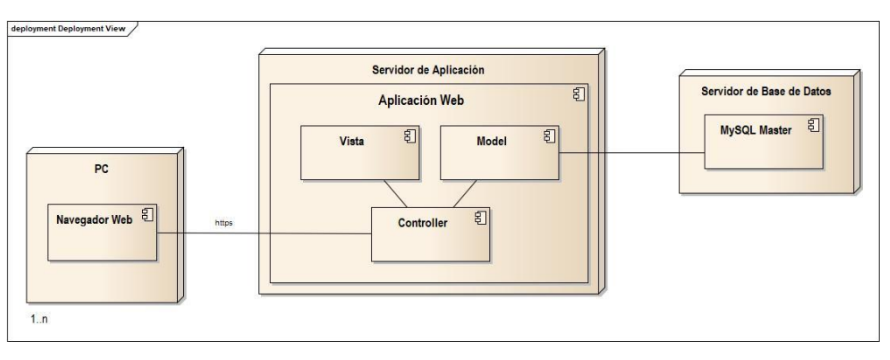 deployment Deployment View
Servidor de Aplicación
Aplicación Web
Vista
Model
Controller
Servidor de Base de Datos
MySQL Master
PC
Navegador Web
https
1..n